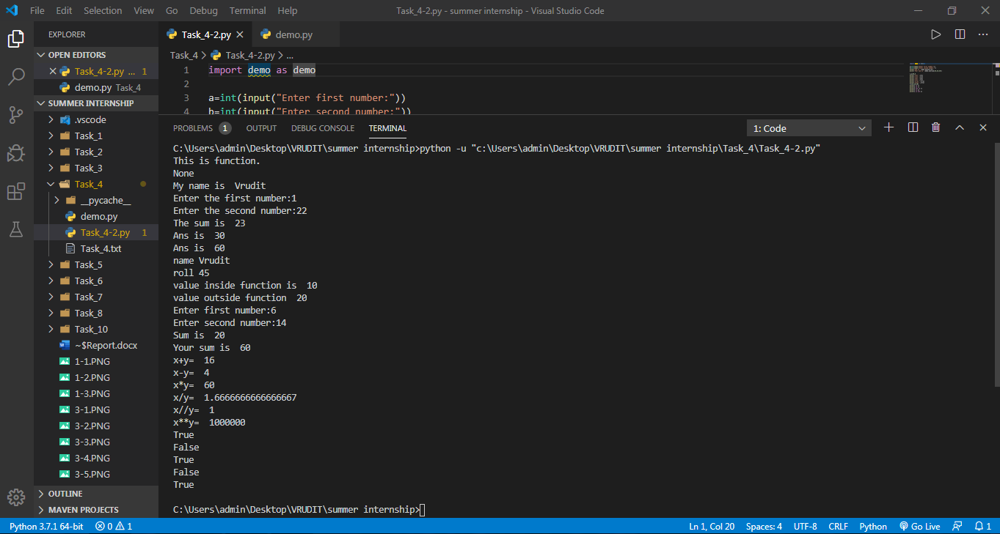 File Edit Selection View Go Debug Terminal Help
Task_4-2.py - summer internship - Visual Studio Code
EXPLORER
OPEN EDITORS
Task_4-2.py ... 1
demo.py Task_4
SUMMER INTERNSHIP
.vscode
Task_1
Task_2
Task_3
Task_4
__pycache__
demo.py
Task_4-2.py 1
Task_4.txt
Task_5
Task_6
Task_7
Task_8
Task_10
~$Report.docx
1-1.PNG
1-2.PNG
1-3.PNG
3-1.PNG
3-2.PNG
3-3.PNG
3-4.PNG
3-5.PNG
OUTLINE
MAVEN PROJECTS
Task_4-2.py
demo.py
Task_4 > Task_4-2.py > ...
1 import demo as demo
2
3 a=int(input("Enter first number:"))
4 b=int(input("Enter second number:"))
PROBLEMS 1 OUTPUT DEBUG CONSOLE TERMINAL
1: Code
C:\Users\admin\Desktop\VRUDIT\summer internship>python -u "c:\Users\admin\Desktop\VRUDIT\summer internship\Task_4\Task_4-2.py"
This is function.
None
My name is  Vrudit
Enter the first number:1
Enter the second number:22
The sum is  23
Ans is  30
Ans is  60
name Vrudit
roll 45
value inside function is  10
value outside function  20
Enter first number:6
Enter second number:14
Sum is  20
Your sum is  60
x+y=  16
x-y=  4
x*y=  60
x/y=  1.6666666666666667
x//y=  1
x**y=  1000000
True
False
True
False
True
C:\Users\admin\Desktop\VRUDIT\summer internship>
Python 3.7.1 64-bit 0 1
Ln 1, Col 20 Spaces: 4 UTF-8 CRLF Python Go Live 1